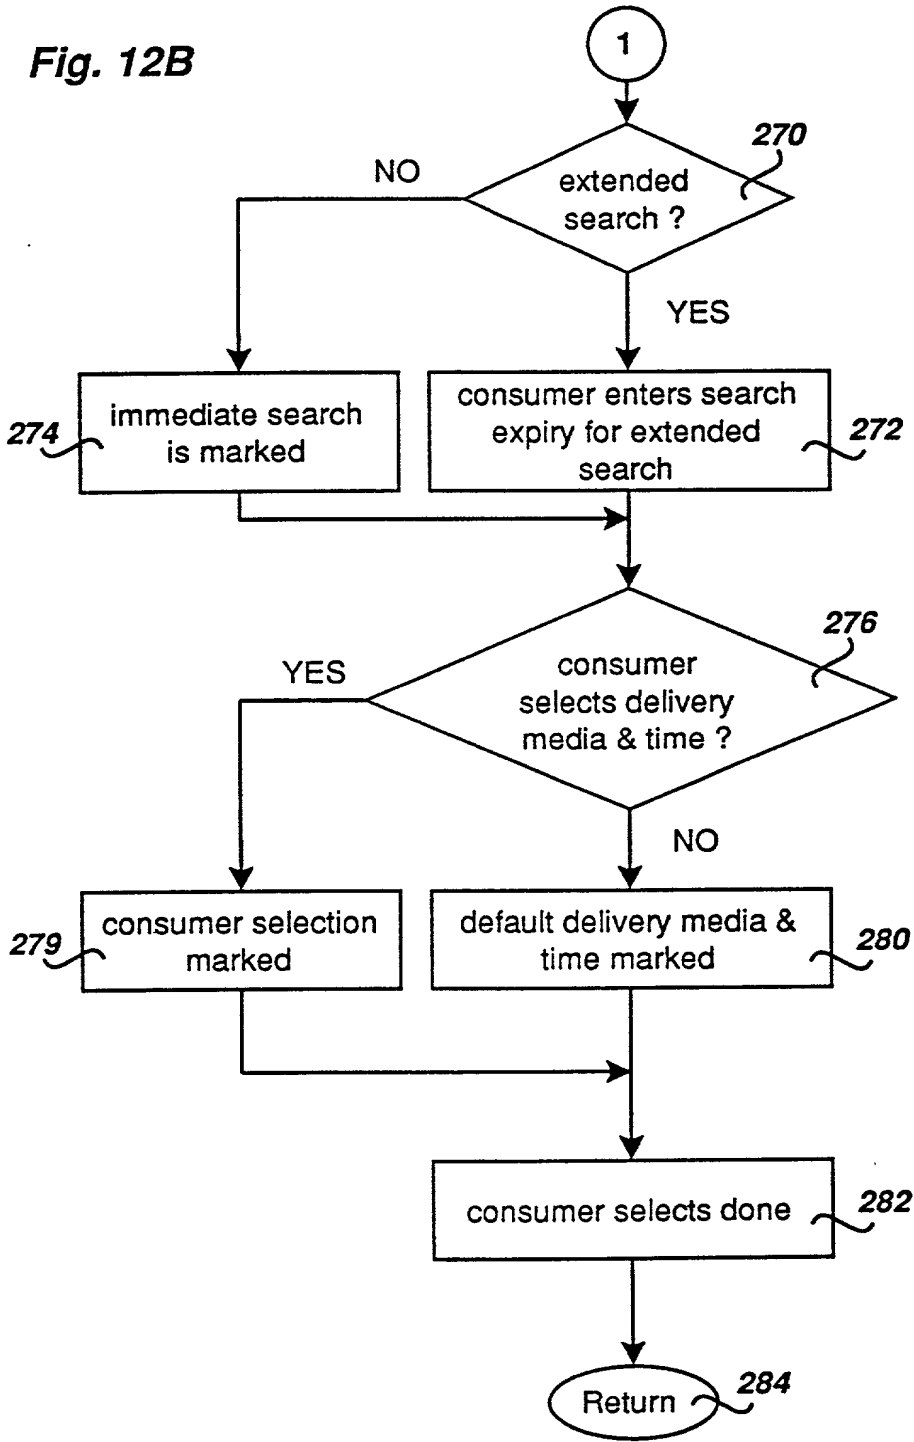 Fig. 12B
1
270
NO
extended
search ?
YES
274
immediate search
is marked
consumer enters search
expiry for extended
search
272
276
YES
consumer
selects delivery
media & time ?
NO
279
consumer selection
marked
default delivery media &
time marked
280
consumer selects done
282
Return
284